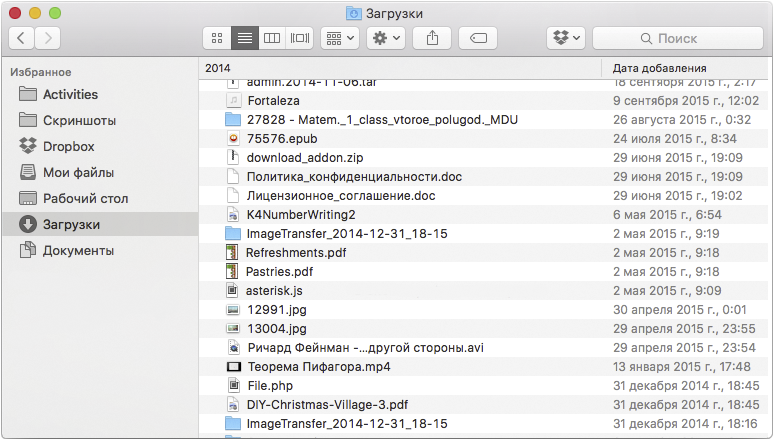 Загрузки
Поиск
Избранное
Activities
Скриншоты
Dropbox
Мои файлы
Рабочий стол
Загрузки
Документы
2014 Дата добавления
admin.2014-11-06.tar 18 сентября 2015 г., 2:17
Fortaleza 9 сентября 2015 г., 12:02
27828 - Matem._1_class_vtoroe_polugod._MDU 26 августа 2015 г., 0:32
75576.epub 24 июля 2015 г., 8:34
download_addon.zip 29 июня 2015 г., 19:09
Политика_конфиденциальности.doc 29 июня 2015 г., 19:09
Лицензионное_соглашение.doc 29 июня 2015 г., 19:02
K4NumberWriting2 6 мая 2015 г., 6:54
ImageTransfer_2014-12-31_18-15 2 мая 2015 г., 9:19
Refreshments.pdf 2 мая 2015 г., 9:18
Pastries.pdf 2 мая 2015 г., 9:18
asterisk.js 2 мая 2015 г., 9:09
12991.jpg 30 апреля 2015 г., 0:01
13004.jpg 29 апреля 2015 г., 23:55
Ричард Фейнман -...другой стороны.avi 29 апреля 2015 г., 23:54
Теорема Пифагора.mp4 13 января 2015 г., 17:48
File.php 31 декабря 2014 г., 18:45
DIY-Christmas-Village-3.pdf 31 декабря 2014 г., 18:45
ImageTransfer_2014-12-31_18-15 31 декабря 2014 г., 18:16